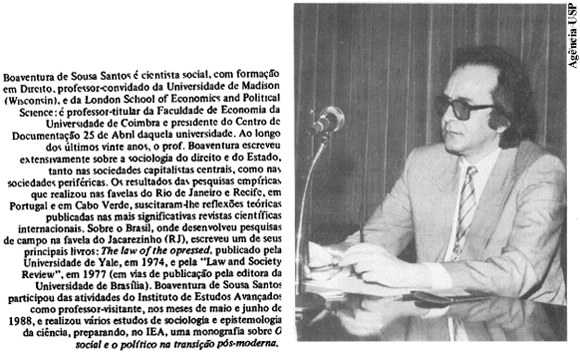 Boaventura de Sousa Santos é cientista social, com formação
em Direito, professor-convidado da Universidade de Madison
(Wisconsin), e da London School of Economics and Political
Science; é professor-titular da Faculdade de Economia da
Universidade de Coimbra e presidente do Centro de
Documentação 25 de Abril daquela universidade. Ao longo
dos últimos vinte anos, o prof. Boaventura escreveu
extensivamente sobre a sociologia do direito e do Estado,
tanto nas sociedades capitalistas centrais, como nas
sociedades periféricas. Os resultados das pesquisas empíricas
que realizou nas favelas do Rio de Janeiro e Recife, em
Portugal e em Cabo Verde, suscitaram-lhe reflexões teóricas
publicadas nas mais significativas revistas científicas
internacionais. Sobre o Brasil, onde desenvolveu pesquisas
de campo na favela do Jacarezinho (RJ), escreveu um de seus
principais livros: The law of the opressed, publicado pela
Universidade de Yale, em 1974, e pela "Law and Society
Review", em 1977 (em vias de publicação pela editora da
Universidade de Brasília). Boaventura de Sousa Santos
participou das atividades do Instituto de Estudos Avançados
como professor-visitante, nos meses de maio e junho de
1988, e realizou vários estudos de sociologia e epistemologia
da ciência, preparando, no IEA, uma monografia sobre O
social e o político na transição pós-moderna.
Agência USP